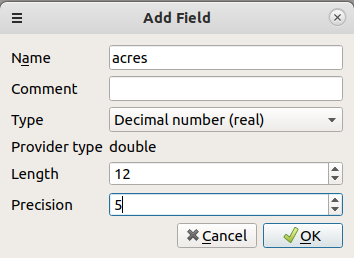 Add Field
Name acres
Comment
Type Decimal number (real)
Provider type double
Length 12
Precision 5
Cancel OK